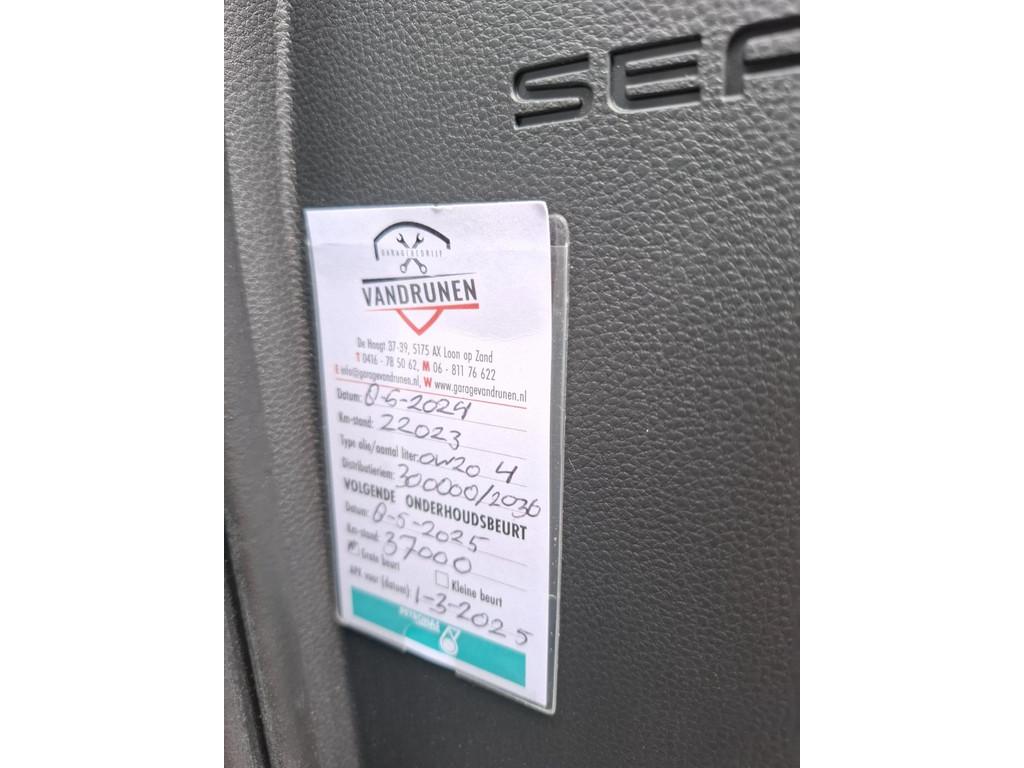 SEA
GARAGEBEDRIJF
VANDRUNEN
De Hoogt 37-39, 5175 AX Loon op Zand
T 0416 - 78 50 62, M 06 - 811 76 622
E info@garagevandrunen.nl, W www.garagevandrunen.nl
Datum: 8-5-2024
Km-stand: 22023
Type olie/aantal liter: 0W20 4
Distributieriem: 300000/2036
VOLGENDE ONDERHOUDSBEURT
Datum: 8-5-2025
Km-stand: 37000
Grote beurt Kleine beurt
APK voor (datum): 1-3-2025
PETRONAS